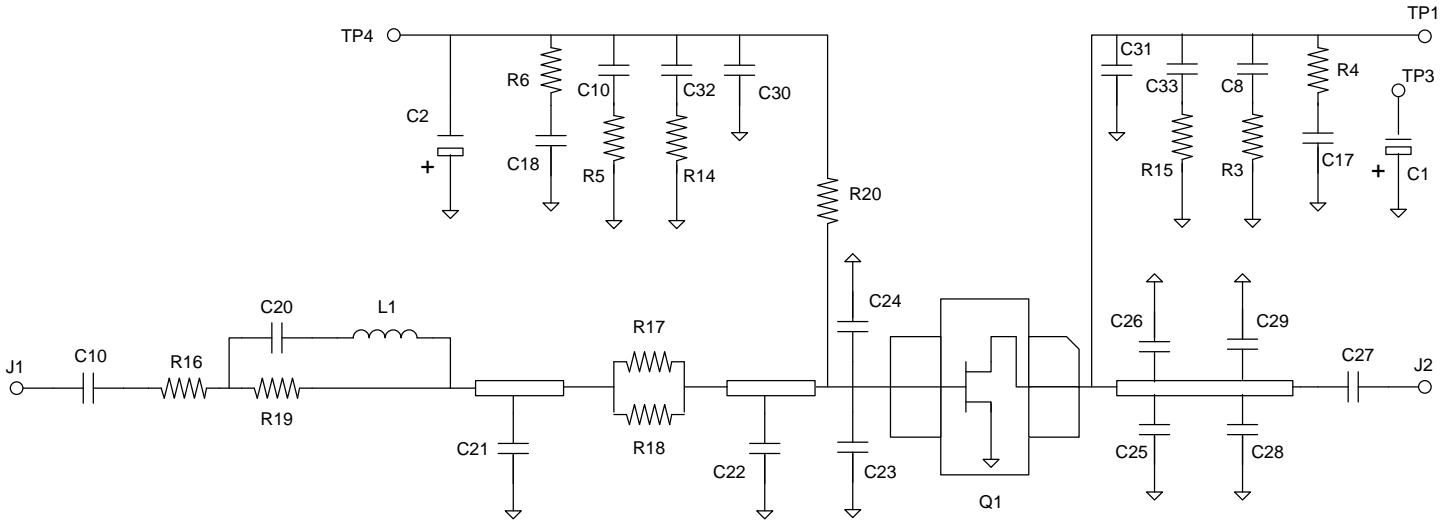 TP1
TP4
C31
R6
C10
C32
C30
C33
C8
R4
TP3
C2
C18
R5
R14
R15
R3
C17
C1
+
+
R20
C20
L1
C24
R17
C26
C29
J1
C10
R16
C27
J2
R19
C21
R18
C22
C23
C25
C28
Q1